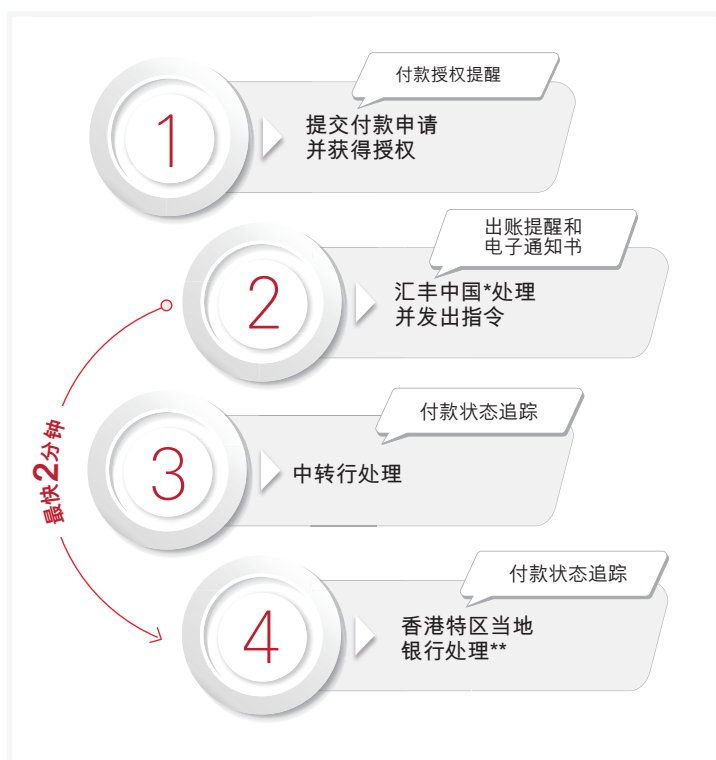 付款授权提醒
1
提交付款申请
并获得授权
出账提醒和
电子通知书
2
汇丰中国*处理
并发出指令
最快2分钟
付款状态追踪
3
中转行处理
付款状态追踪
4
香港特区当地
银行处理**